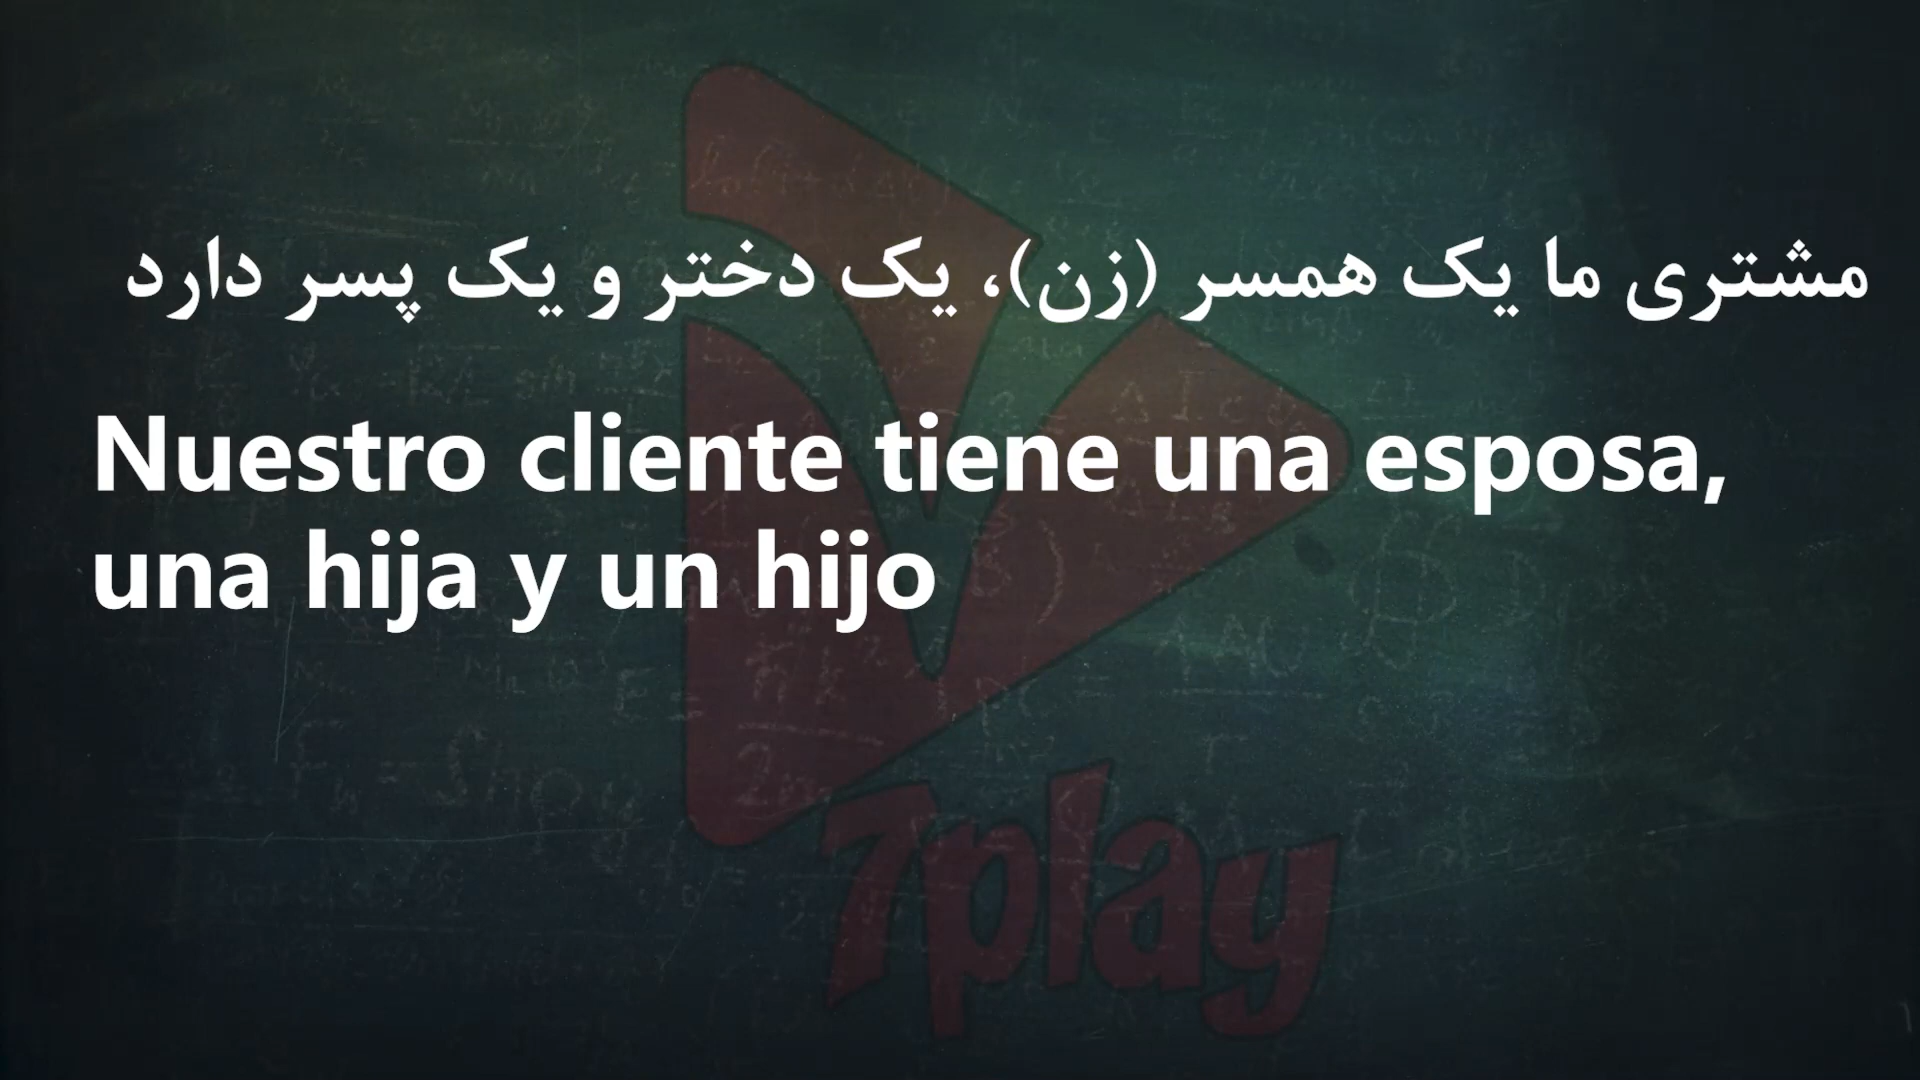 مشتری ما یک همسر (زن)، یک دختر و یک پسر دارد
Nuestro cliente tiene una esposa,
una hija y un hijo
7play